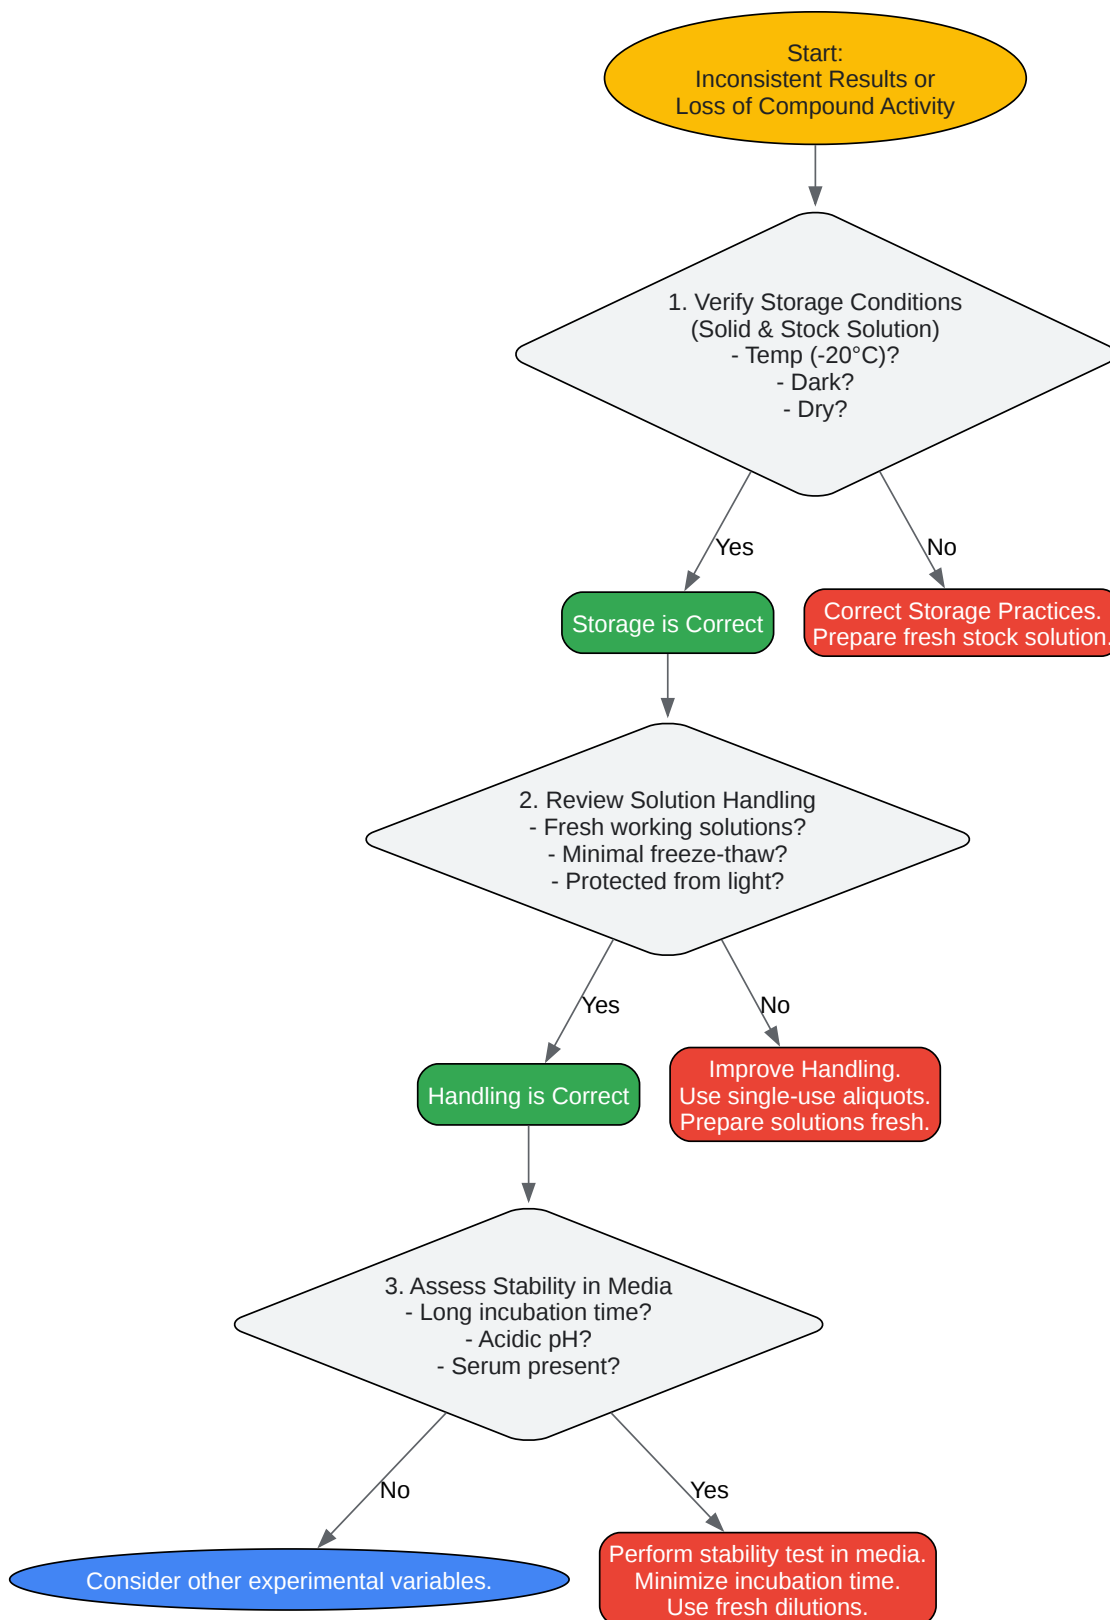 Start:
Inconsistent Results or
Loss of Compound Activity
1. Verify Storage Conditions
(Solid & Stock Solution)
- Temp (-20°C)?
- Dark?
- Dry?
Yes
No
Storage is Correct
Correct Storage Practices.
Prepare fresh stock solution.
2. Review Solution Handling
- Fresh working solutions?
- Minimal freeze-thaw?
- Protected from light?
Yes
No
Handling is Correct
Improve Handling.
Use single-use aliquots.
Prepare solutions fresh.
3. Assess Stability in Media
- Long incubation time?
- Acidic pH?
- Serum present?
No
Yes
Consider other experimental variables.
Perform stability test in media.
Minimize incubation time.
Use fresh dilutions.